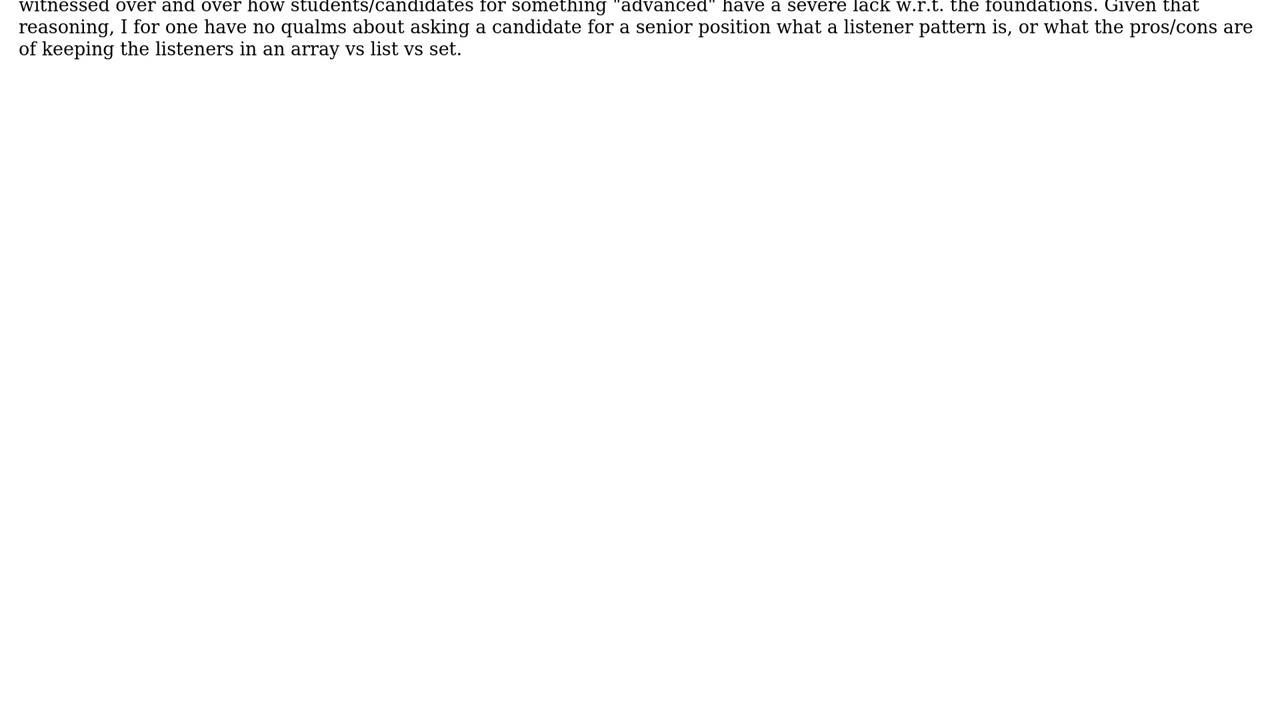 witnessed over and over how students/candidates for something "advanced" have a severe lack w.r.t. the foundations. Given that
reasoning, I for one have no qualms about asking a candidate for a senior position what a listener pattern is, or what the pros/cons are
of keeping the listeners in an array vs list vs set.